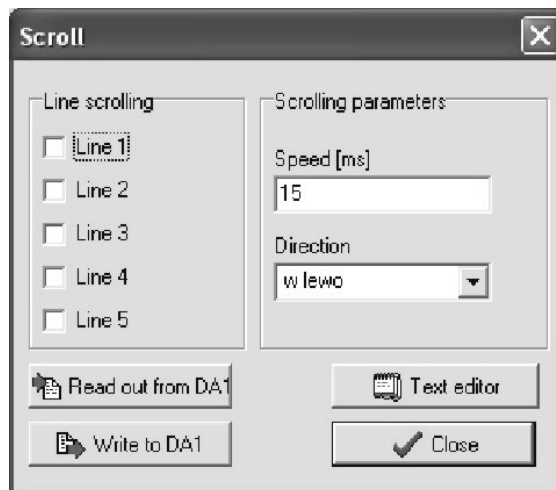 Scroll
Line scrolling
Line 1
Line 2
Line 3
Line 4
Line 5
Scrolling parameters
Speed [ms]
15
Direction
w lewo
Read out from DA1
Text editor
Write to DA1
Close